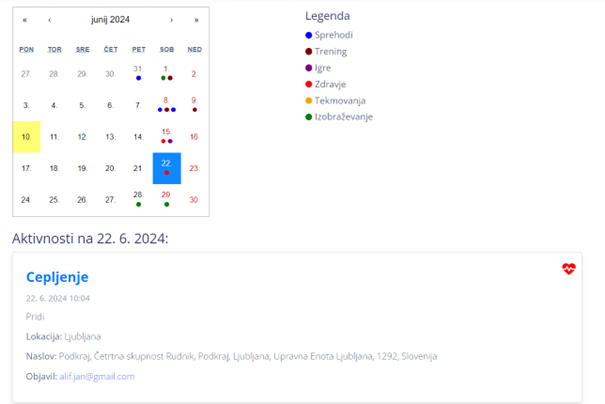 « ‹ junij 2024 › »
PON TOR SRE ČET PET SOB NED
27. 28. 29. 30. 31. 1. 2.
3. 4. 5. 6. 7. 8. 9.
10. 11. 12. 13. 14. 15. 16.
17. 18. 19. 20. 21. 22. 23.
24. 25. 26. 27. 28. 29. 30.
Legenda
Sprehodi
Trening
Igre
Zdravje
Tekmovanja
Izobraževanje
Aktivnosti na 22. 6. 2024:
Cepljenje
22. 6. 2024 10:04
Pridi
Lokacija: Ljubljana
Naslov: Podkraj, Četrtna skupnost Rudnik, Podkraj, Ljubljana, Upravna Enota Ljubljana, 1292, Slovenija
Objavil: alif.jan@gmail.com